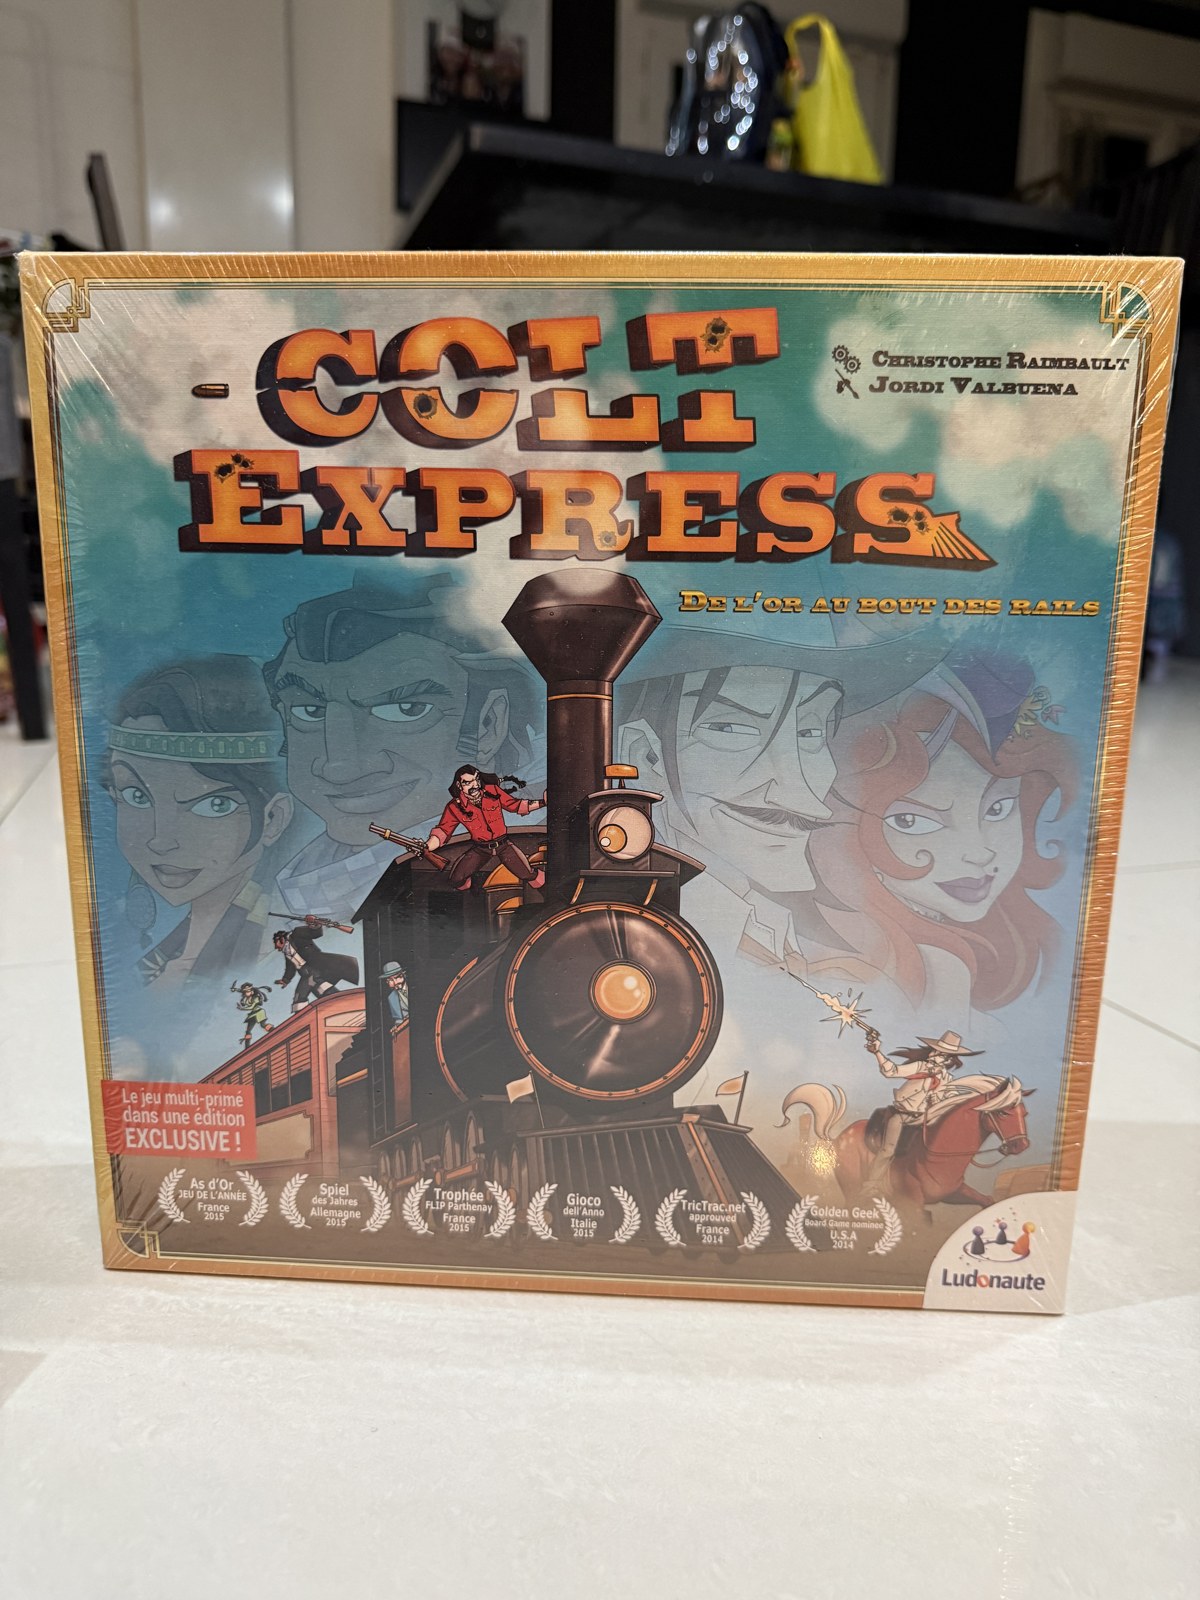 COLT
EXPRESS
CHRISTOPHE RAIMBAULT
JORDI VALBUENA
DE L'OR AU BOUT DES RAILS
Le jeu multi-primé
dans une édition
EXCLUSIVE !
As d'Or
JEU DE L'ANNÉE
France
2015
Spiel
des Jahres
Allemagne
2015
Trophée
FLIP Parthenay
France
2015
Gioco
dell'Anno
Italie
2015
TricTrac.net
approuved
France
2014
Golden Geek
Board Game nominee
U.S.A
2014
Ludonaute